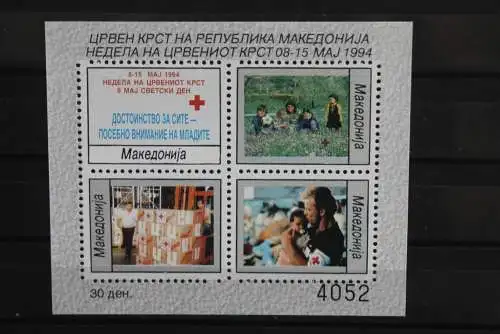 ЦРВЕН КРСТ НА РЕПУБЛИКА МАКЕДОНИЈА
НЕДЕЛА НА ЦРВЕНИОТ КРСТ 08-15 МАЈ 1994
8-15 МАЈ 1994
НЕДЕЛА НА ЦРВЕНИОТ КРСТ
8 МАЈ СВЕТСКИ ДЕН
ДОСТОИНСТВО ЗА СИТЕ –
ПОСЕБНО ВНИМАНИЕ НА МЛАДИТЕ
Македонија
Македонија
Македонија
Македонија
30 ден.
4052